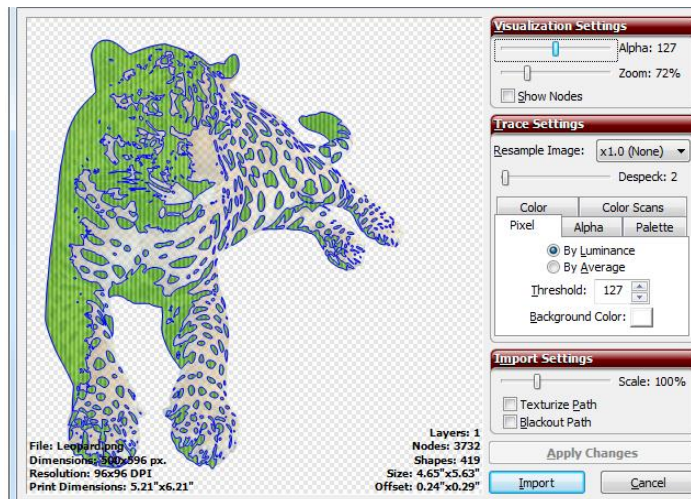 Visualization Settings
Alpha: 127
Zoom: 72%
Show Nodes
Trace Settings
Resample Image: x1.0 (None)
Despeck: 2
Color Color Scans
Pixel Alpha Palette
By Luminance
By Average
Threshold: 127
Background Color:
Import Settings
Scale: 100%
Texturize Path
Blackout Path
Apply Changes
Import Cancel
File: Leopard.png
Dimensions: 500x596 px.
Resolution: 96x96 DPI
Print Dimensions: 5.21"x6.21"
Layers: 1
Nodes: 3732
Shapes: 419
Size: 4.65"x5.63"
Offset: 0.24"x0.29"